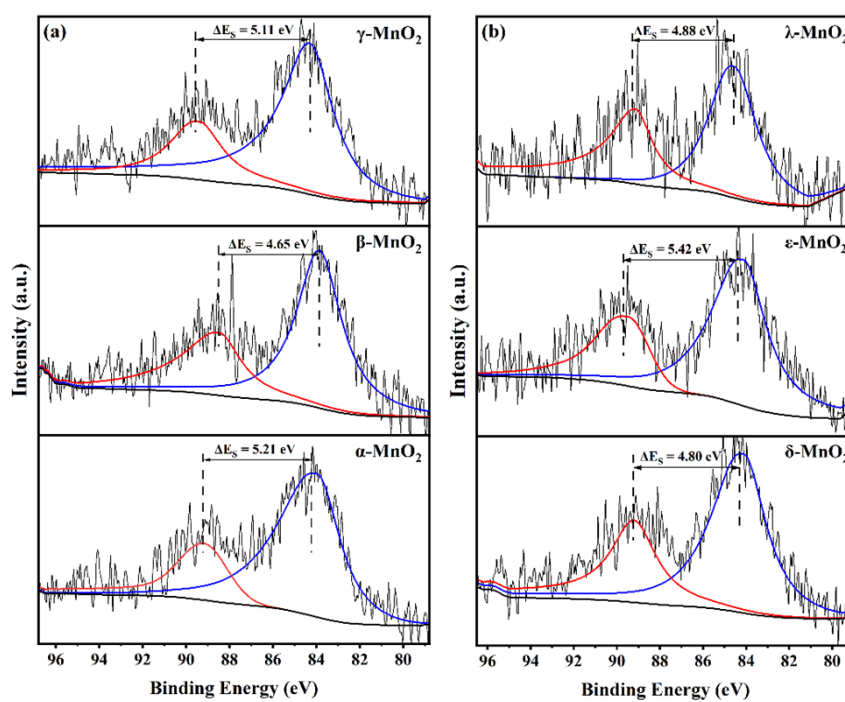 (a)
γ-MnO₂
ΔE_S = 5.11 eV
β-MnO₂
ΔE_S = 4.65 eV
α-MnO₂
ΔE_S = 5.21 eV
96 94 92 90 88 86 84 82 80
Binding Energy (eV)
Intensity (a.u.)
(b)
λ-MnO₂
ΔE_S = 4.88 eV
ε-MnO₂
ΔE_S = 5.42 eV
δ-MnO₂
ΔE_S = 4.80 eV
96 94 92 90 88 86 84 82 80
Binding Energy (eV)
Intensity (a.u.)